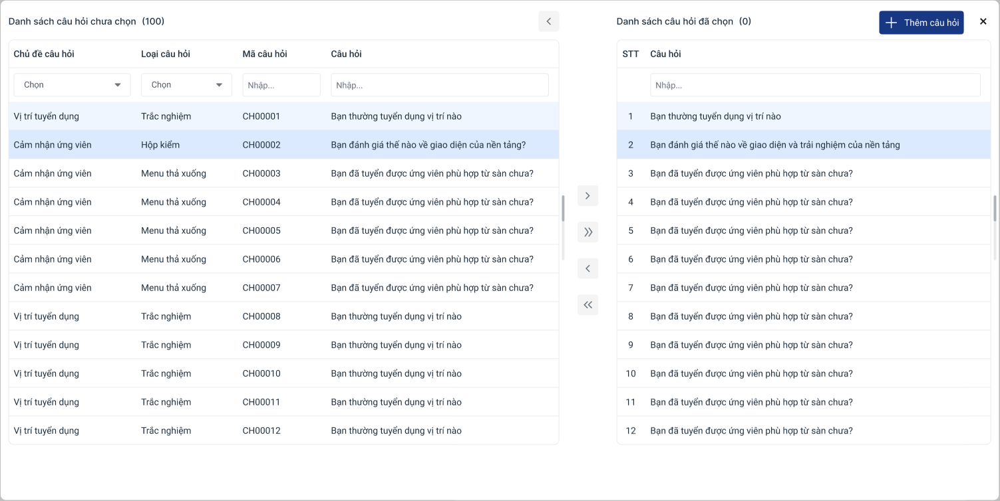 Danh sách câu hỏi chưa chọn (100)
Chủ đề câu hỏi Loại câu hỏi Mã câu hỏi Câu hỏi
Chọn Chọn Nhập... Nhập...
Vị trí tuyển dụng Trắc nghiệm CH00001 Bạn thường tuyển dụng vị trí nào
Cảm nhận ứng viên Hộp kiểm CH00002 Bạn đánh giá thế nào về giao diện của nền tảng?
Cảm nhận ứng viên Menu thả xuống CH00003 Bạn đã tuyển được ứng viên phù hợp từ sàn chưa?
Cảm nhận ứng viên Menu thả xuống CH00004 Bạn đã tuyển được ứng viên phù hợp từ sàn chưa?
Cảm nhận ứng viên Menu thả xuống CH00005 Bạn đã tuyển được ứng viên phù hợp từ sàn chưa?
Cảm nhận ứng viên Menu thả xuống CH00006 Bạn đã tuyển được ứng viên phù hợp từ sàn chưa?
Cảm nhận ứng viên Menu thả xuống CH00007 Bạn đã tuyển được ứng viên phù hợp từ sàn chưa?
Vị trí tuyển dụng Trắc nghiệm CH00008 Bạn thường tuyển dụng vị trí nào
Vị trí tuyển dụng Trắc nghiệm CH00009 Bạn thường tuyển dụng vị trí nào
Vị trí tuyển dụng Trắc nghiệm CH00010 Bạn thường tuyển dụng vị trí nào
Vị trí tuyển dụng Trắc nghiệm CH00011 Bạn thường tuyển dụng vị trí nào
Vị trí tuyển dụng Trắc nghiệm CH00012 Bạn thường tuyển dụng vị trí nào
Danh sách câu hỏi đã chọn (0)
Thêm câu hỏi
STT Câu hỏi
Nhập...
1 Bạn thường tuyển dụng vị trí nào
2 Bạn đánh giá thế nào về giao diện và trải nghiệm của nền tảng
3 Bạn đã tuyển được ứng viên phù hợp từ sàn chưa?
4 Bạn đã tuyển được ứng viên phù hợp từ sàn chưa?
5 Bạn đã tuyển được ứng viên phù hợp từ sàn chưa?
6 Bạn đã tuyển được ứng viên phù hợp từ sàn chưa?
7 Bạn đã tuyển được ứng viên phù hợp từ sàn chưa?
8 Bạn đã tuyển được ứng viên phù hợp từ sàn chưa?
9 Bạn đã tuyển được ứng viên phù hợp từ sàn chưa?
10 Bạn đã tuyển được ứng viên phù hợp từ sàn chưa?
11 Bạn đã tuyển được ứng viên phù hợp từ sàn chưa?
12 Bạn đã tuyển được ứng viên phù hợp từ sàn chưa?